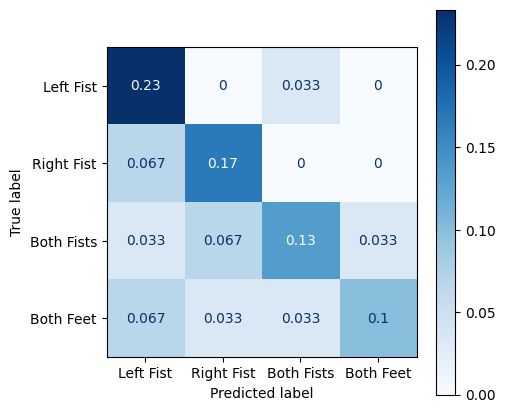 Left Fist 0.23 0 0.033 0
Right Fist 0.067 0.17 0 0
Both Fists 0.033 0.067 0.13 0.033
Both Feet 0.067 0.033 0.033 0.1
Left Fist Right Fist Both Fists Both Feet
Predicted label
True label
0.20
0.15
0.10
0.05
0.00